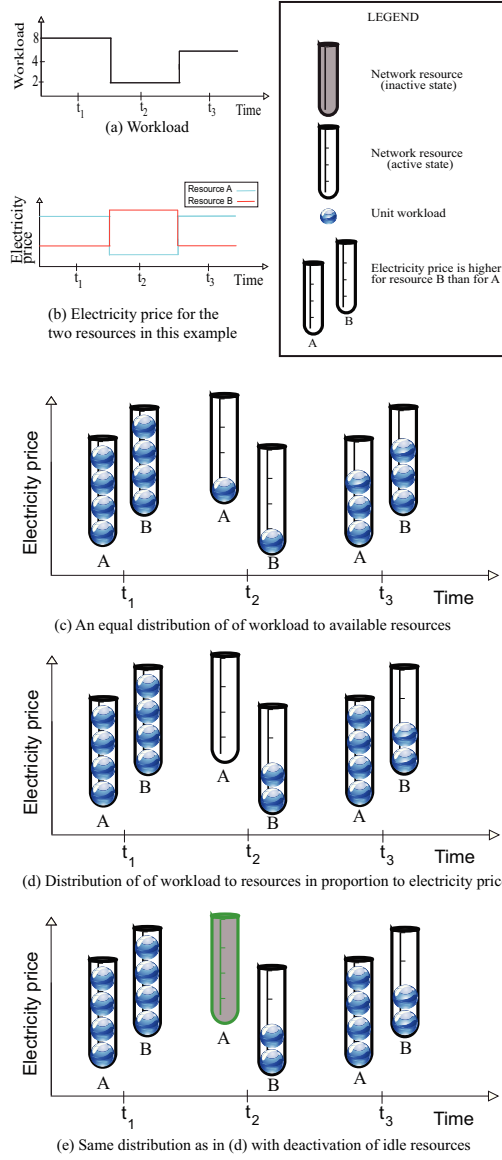 Workload
8
6
4
2
t1
t2
t3
Time
(a) Workload
Electricity
price
Resource A
Resource B
t1
t2
t3
Time
(b) Electricity price for the
two resources in this example
LEGEND
Network resource
(inactive state)
Network resource
(active state)
Unit workload
Electricity price is higher
for resource B than for A
A
B
Electricity price
A
B
A
B
A
B
t1
t2
t3
Time
(c) An equal distribution of of workload to available resources
Electricity price
A
B
A
B
A
B
t1
t2
t3
Time
(d) Distribution of of workload to resources in proportion to electricity pric
Electricity price
A
B
A
B
A
B
t1
t2
t3
Time
(e) Same distribution as in (d) with deactivation of idle resources